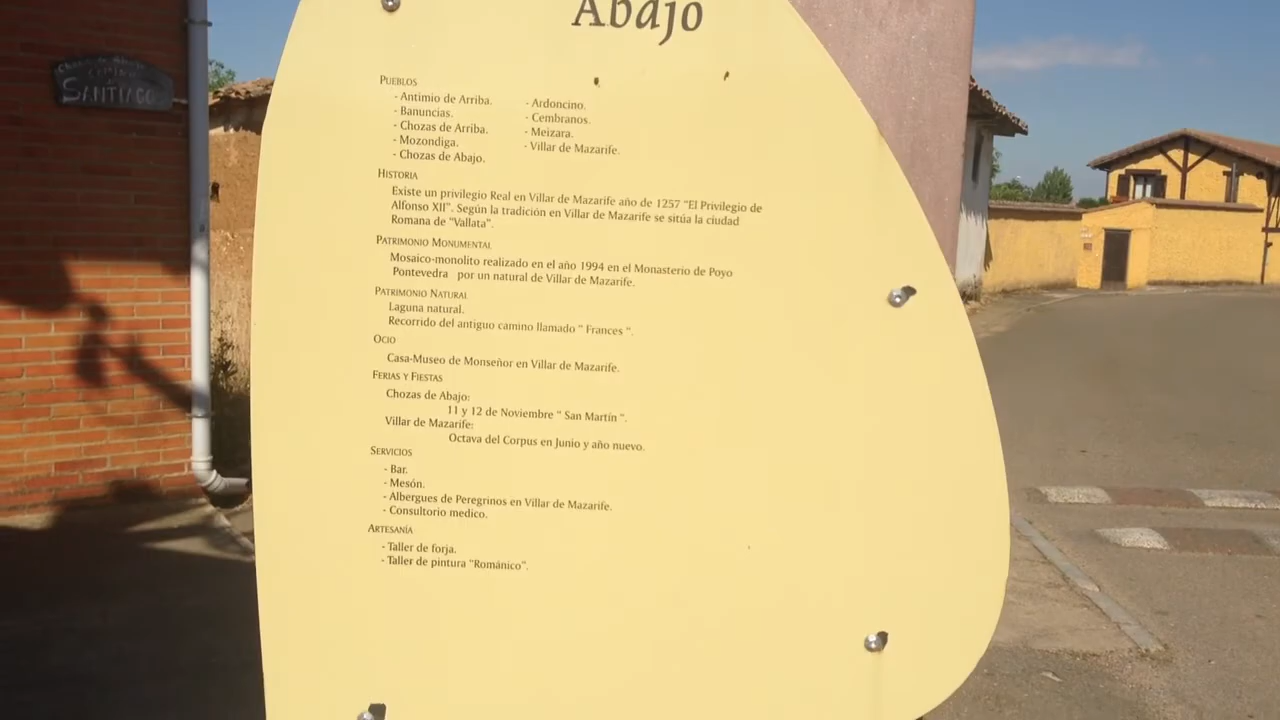 Abajo
Chozas de Abajo
Camino
SANTIAGO
PUEBLOS
- Antimio de Arriba.
- Banuncias.
- Chozas de Arriba.
- Mozondiga.
- Chozas de Abajo.
- Ardoncino.
- Cembranos.
- Meizara.
- Villar de Mazarife.
HISTORIA
Existe un privilegio Real en Villar de Mazarife año de 1257 "El Privilegio de
Alfonso XII". Según la tradición en Villar de Mazarife se sitúa la ciudad
Romana de "Vallata".
PATRIMONIO MONUMENTAL
Mosaico-monolito realizado en el año 1994 en el Monasterio de Poyo
Pontevedra por un natural de Villar de Mazarife.
PATRIMONIO NATURAL
Laguna natural.
Recorrido del antiguo camino llamado " Frances ".
OCIO
Casa-Museo de Monseñor en Villar de Mazarife.
FERIAS Y FIESTAS
Chozas de Abajo:
11 y 12 de Noviembre " San Martín ".
Villar de Mazarife:
Octava del Corpus en Junio y año nuevo.
SERVICIOS
- Bar.
- Mesón.
- Albergues de Peregrinos en Villar de Mazarife.
- Consultorio medico.
ARTESANÍA
- Taller de forja.
- Taller de pintura "Románico".